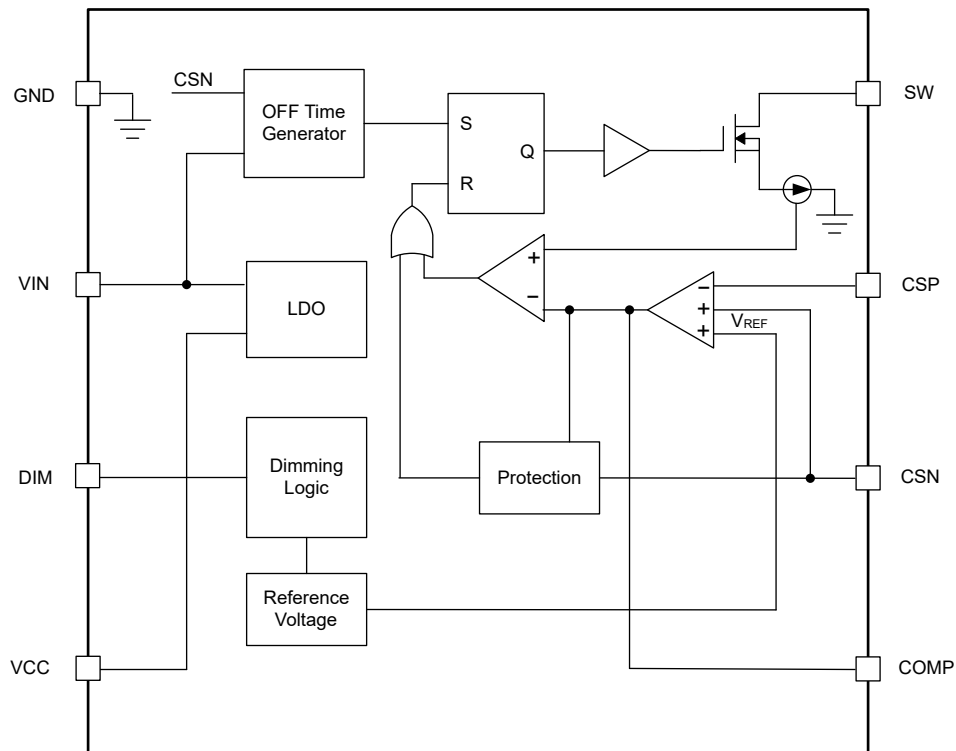 GND
CSN
OFF Time
Generator
S
Q
R
SW
VIN
LDO
+
−
−
+
+
VREF
CSP
DIM
Dimming
Logic
Protection
CSN
Reference
Voltage
VCC
COMP